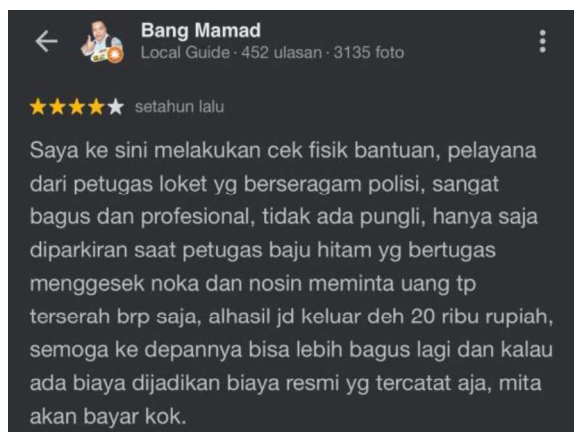 Bang Mamad
Local Guide · 452 ulasan · 3135 foto
setahun lalu
Saya ke sini melakukan cek fisik bantuan, pelayana
dari petugas loket yg berseragam polisi, sangat
bagus dan profesional, tidak ada pungli, hanya saja
diparkiran saat petugas baju hitam yg bertugas
menggesek noka dan nosin meminta uang tp
terserah brp saja, alhasil jd keluar deh 20 ribu rupiah,
semoga ke depannya bisa lebih bagus lagi dan kalau
ada biaya dijadikan biaya resmi yg tercatat aja, mita
akan bayar kok.